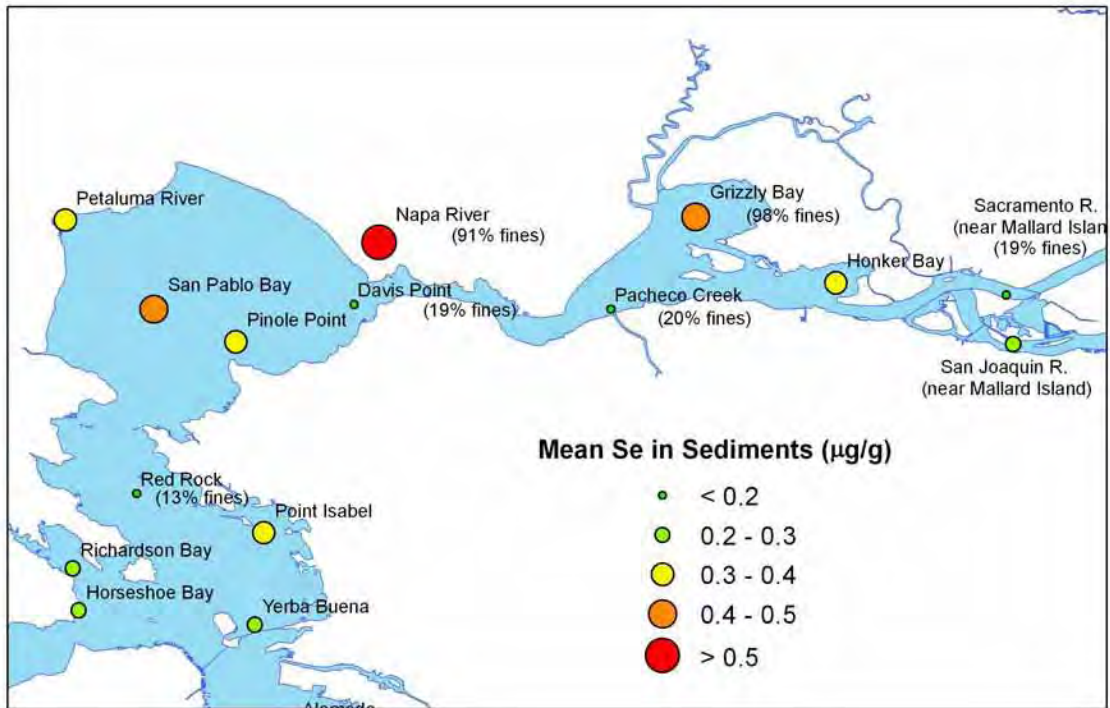 Petaluma River
Napa River
(91% fines)
Grizzly Bay
(98% fines)
Sacramento R.
(near Mallard Islan
(19% fines)
Honker Bay
San Pablo Bay
Davis Point
(19% fines)
Pinole Point
Pacheco Creek
(20% fines)
San Joaquin R.
(near Mallard Island)
Mean Se in Sediments (µg/g)
< 0.2
0.2 - 0.3
0.3 - 0.4
0.4 - 0.5
> 0.5
Red Rock
(13% fines)
Point Isabel
Richardson Bay
Horseshoe Bay
Yerba Buena